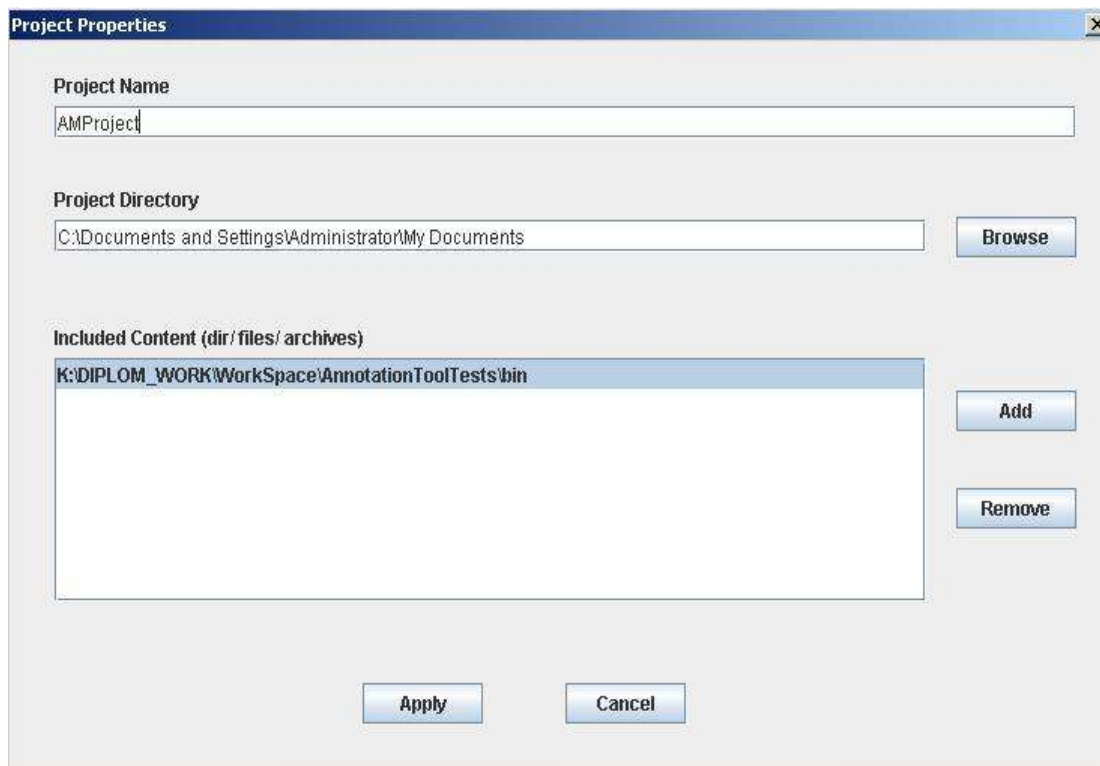 Project Properties
Project Name
AMProject
Project Directory
C:\Documents and Settings\Administrator\My Documents
Browse
Included Content (dir/ files/ archives)
K:\DIPLOM_WORK\WorkSpace\AnnotationToolTests\bin
Add
Remove
Apply
Cancel